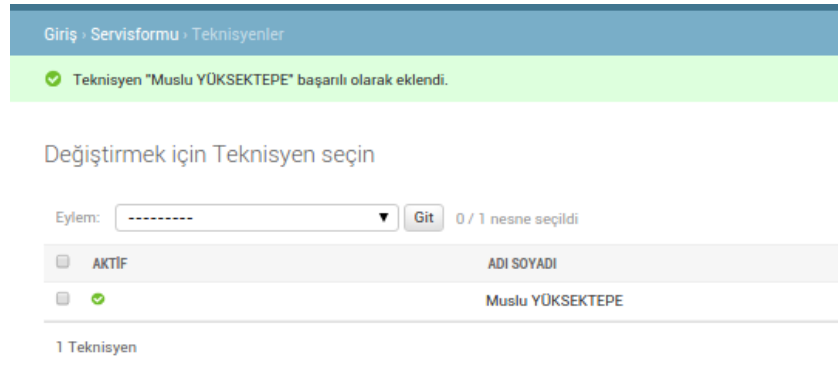 Giriş › Servisformu › Teknisyenler
Teknisyen "Muslu YÜKSEKTEPE" başarılı olarak eklendi.
Değiştirmek için Teknisyen seçin
Eylem: --------- Git 0 / 1 nesne seçildi
AKTİF ADI SOYADI
Muslu YÜKSEKTEPE
1 Teknisyen